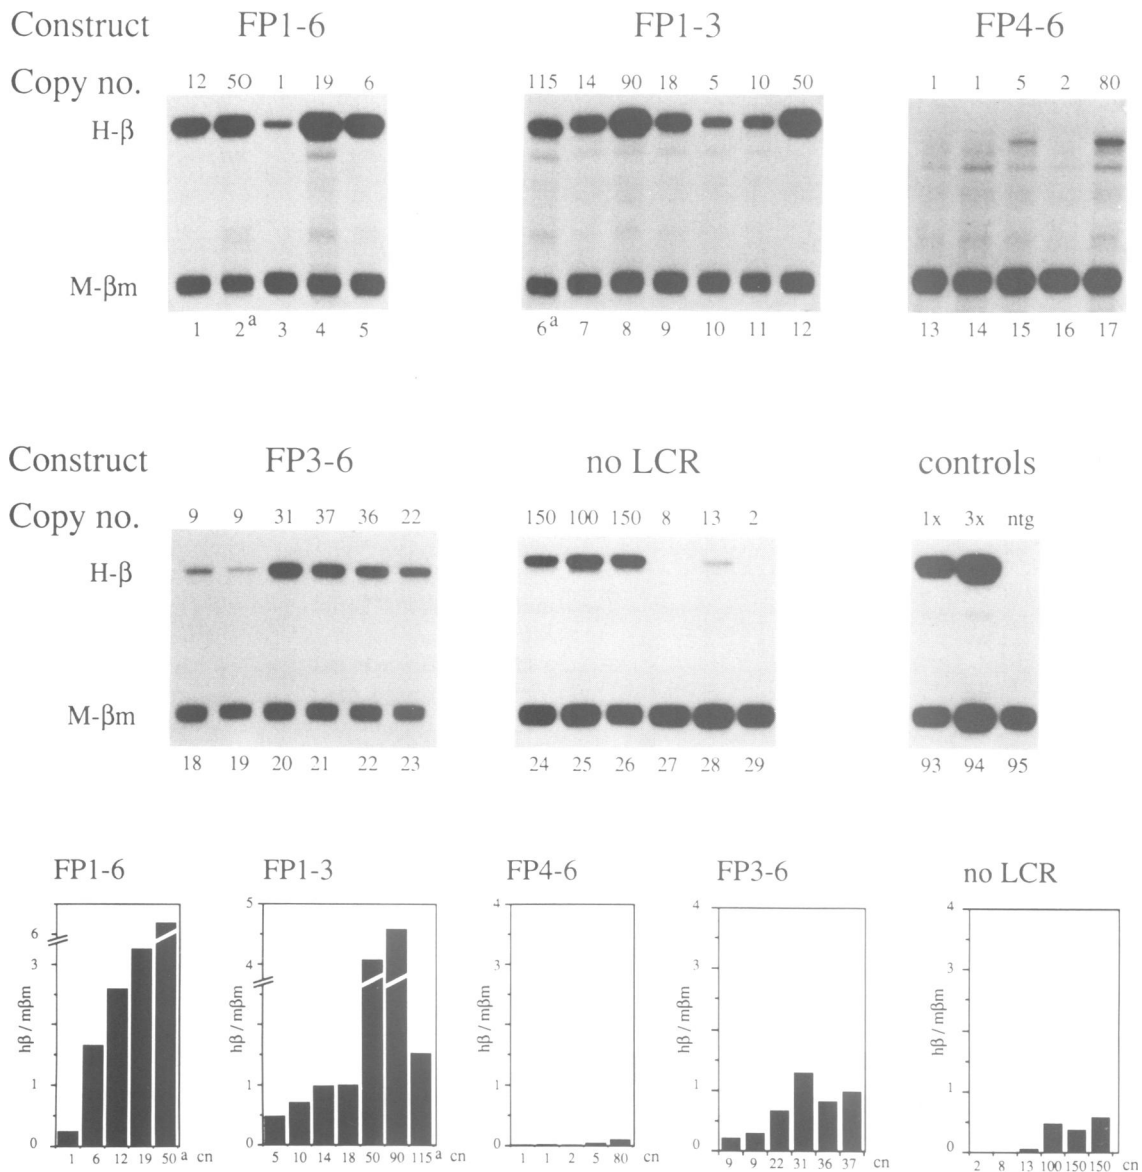 Construct FP1-6 FP1-3 FP4-6
Copy no. 12 50 1 19 6 115 14 90 18 5 10 50 1 1 5 2 80
H-β
M-βm
1 2a 3 4 5 6a 7 8 9 10 11 12 13 14 15 16 17
Construct FP3-6 no LCR controls
Copy no. 9 9 31 37 36 22 150 100 150 8 13 2 1x 3x ntg
H-β
M-βm
18 19 20 21 22 23 24 25 26 27 28 29 93 94 95
FP1-6 FP1-3 FP4-6 FP3-6 no LCR
6 3 1 0
hβ / mβm
1 6 12 19 50a cn
5 4 1 0
hβ / mβm
5 10 14 18 50 90 115a cn
4 3 1 0
hβ / mβm
1 1 2 5 80 cn
4 3 1 0
hβ / mβm
9 9 22 31 36 37 cn
4 3 1 0
hβ / mβm
2 8 13 100 150 150 cn